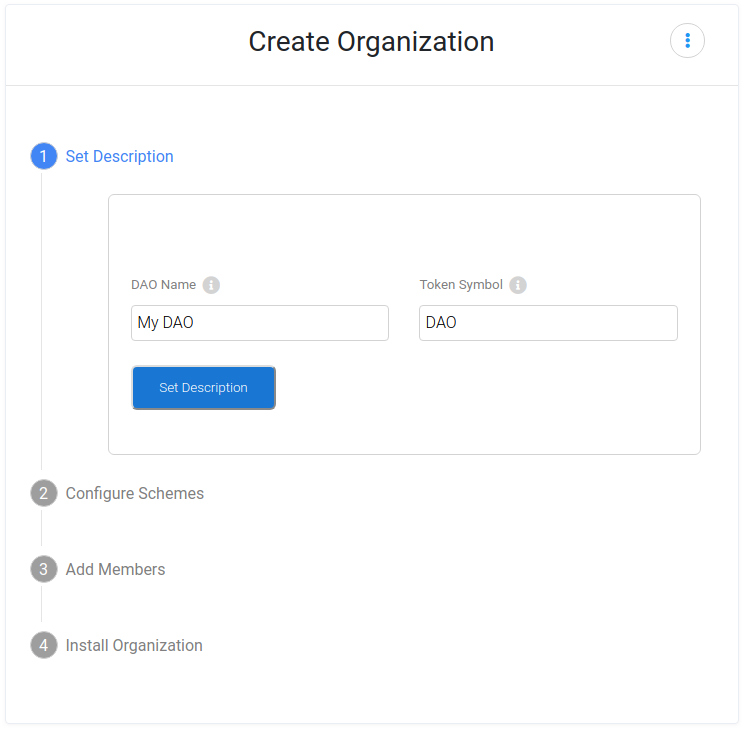 Create Organization
1 Set Description
DAO Name Token Symbol
My DAO DAO
Set Description
2 Configure Schemes
3 Add Members
4 Install Organization